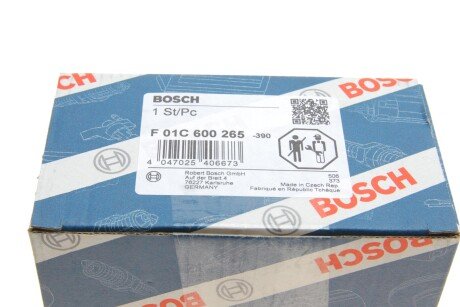 BOSCH
1 St/Pc
F 01C 600 265 -390
4 047025 406673
Robert Bosch GmbH
Auf der Breit 4
76227 Karlsruhe
GERMANY
506
373
Made in Czech Rep.
Fabriqué en République Tchèque
BOSCH
BOSCH
BOSCH
BOSCH